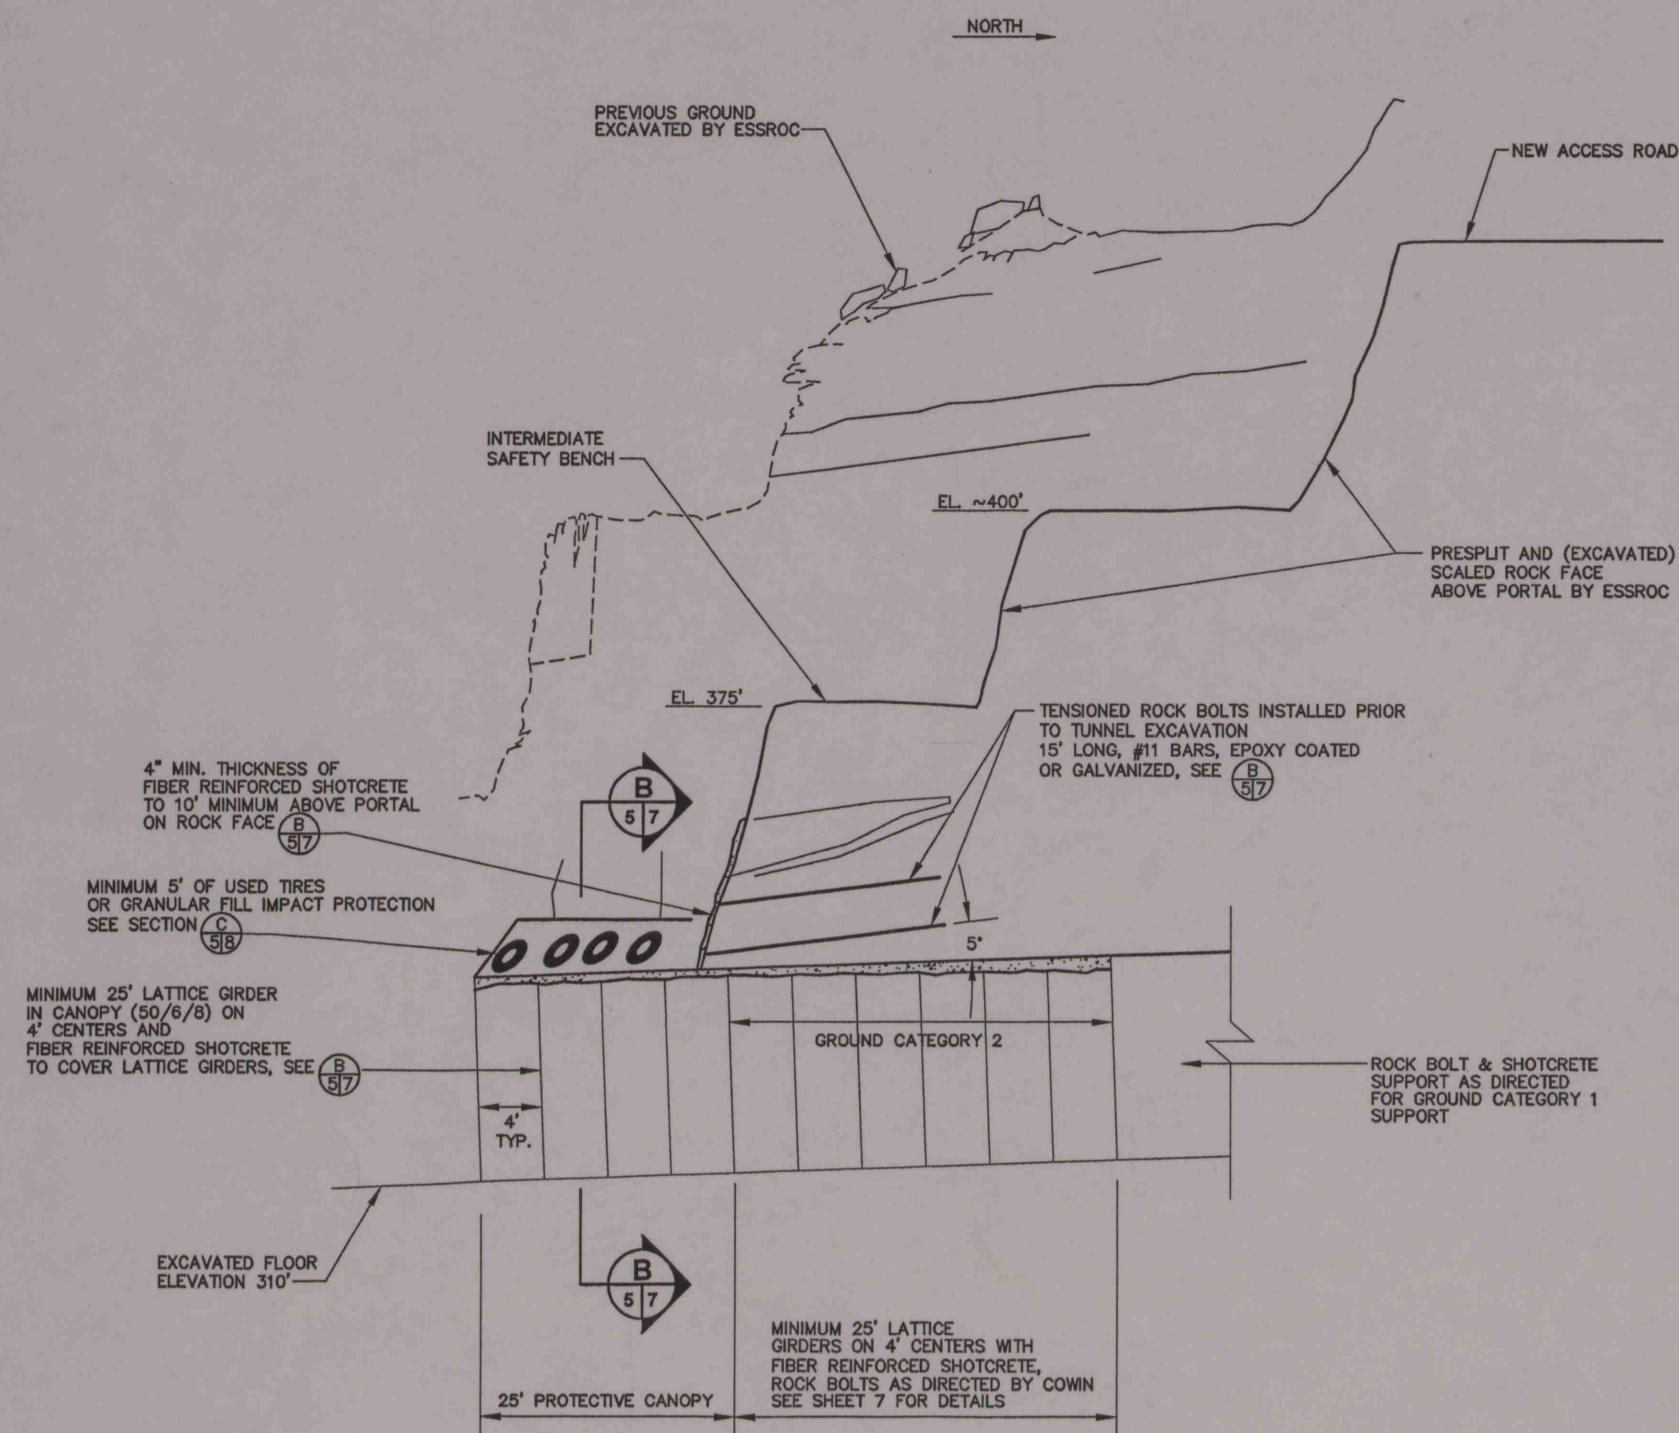 NORTH
PREVIOUS GROUND
EXCAVATED BY ESSROC
NEW ACCESS ROAD
INTERMEDIATE
SAFETY BENCH
EL. ~400'
PRESPLIT AND (EXCAVATED)
SCALED ROCK FACE
ABOVE PORTAL BY ESSROC
EL. 375'
TENSIONED ROCK BOLTS INSTALLED PRIOR
TO TUNNEL EXCAVATION
15' LONG, #11 BARS, EPOXY COATED
OR GALVANIZED, SEE B
5|7
4" MIN. THICKNESS OF
FIBER REINFORCED SHOTCRETE
TO 10' MINIMUM ABOVE PORTAL
ON ROCK FACE B
5|7
B
5|7
MINIMUM 5' OF USED TIRES
OR GRANULAR FILL IMPACT PROTECTION
SEE SECTION C
5|8
5°
MINIMUM 25' LATTICE GIRDER
IN CANOPY (50/6/8) ON
4' CENTERS AND
FIBER REINFORCED SHOTCRETE
TO COVER LATTICE GIRDERS, SEE B
5|7
GROUND CATEGORY 2
ROCK BOLT & SHOTCRETE
SUPPORT AS DIRECTED
FOR GROUND CATEGORY 1
SUPPORT
4'
TYP.
EXCAVATED FLOOR
ELEVATION 310'
B
5|7
MINIMUM 25' LATTICE
GIRDERS ON 4' CENTERS WITH
FIBER REINFORCED SHOTCRETE,
ROCK BOLTS AS DIRECTED BY COWIN
SEE SHEET 7 FOR DETAILS
25' PROTECTIVE CANOPY